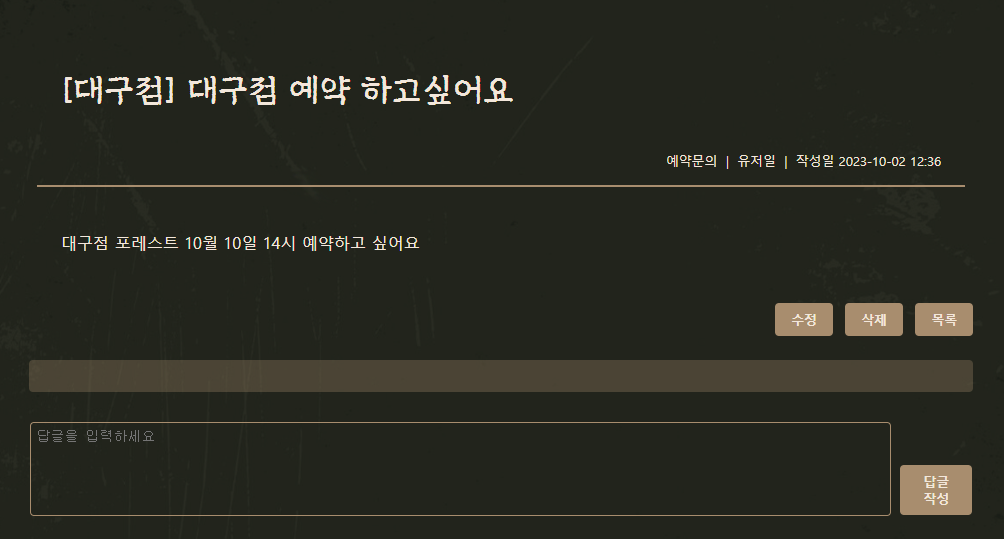 [대구점] 대구점 예약 하고싶어요
예약문의 | 유저일 | 작성일 2023-10-02 12:36
대구점 포레스트 10월 10일 14시 예약하고 싶어요
수정 삭제 목록
답글을 입력하세요
답글
작성